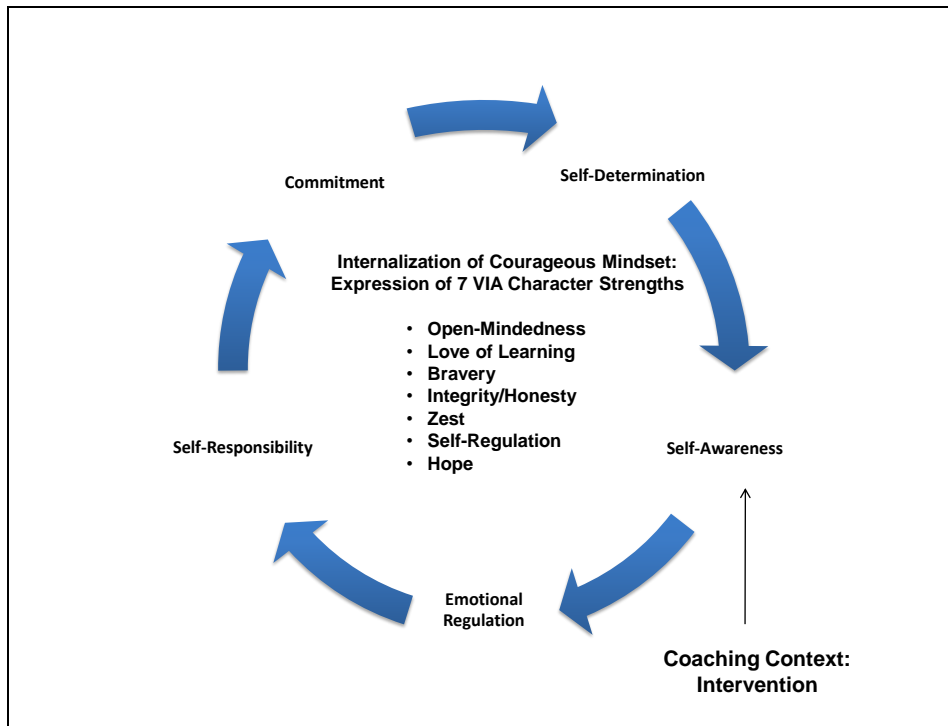 Commitment
Self-Determination
Internalization of Courageous Mindset:
Expression of 7 VIA Character Strengths
• Open-Mindedness
• Love of Learning
• Bravery
• Integrity/Honesty
• Zest
• Self-Regulation
• Hope
Self-Responsibility
Self-Awareness
Emotional
Regulation
Coaching Context:
Intervention